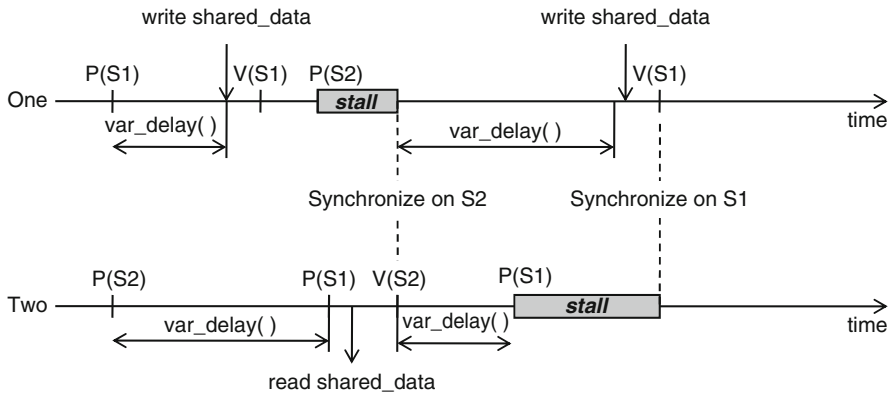 write shared_data write shared_data
P(S1) V(S1) P(S2) V(S1)
One stall
time
var_delay( ) var_delay( )
Synchronize on S2 Synchronize on S1
P(S2) P(S1) V(S2) P(S1)
Two stall
var_delay( ) var_delay( ) time
read shared_data